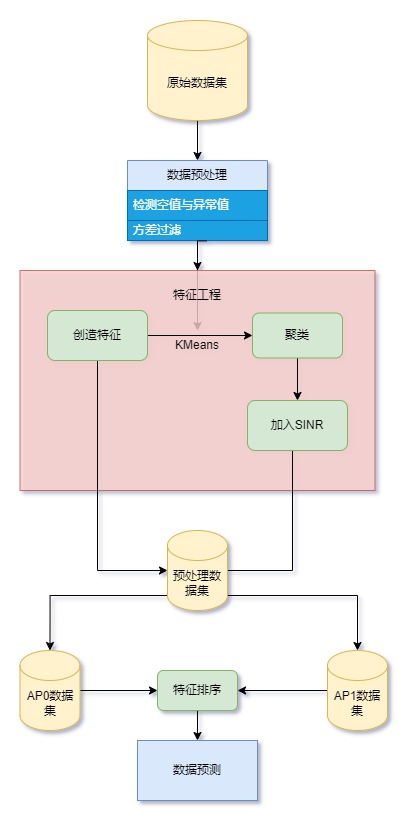 原始数据集
数据预处理
检测空值与异常值
方差过滤
特征工程
创造特征
KMeans
聚类
加入SINR
预处理数
据集
AP0数据
集
特征排序
AP1数据
集
数据预测